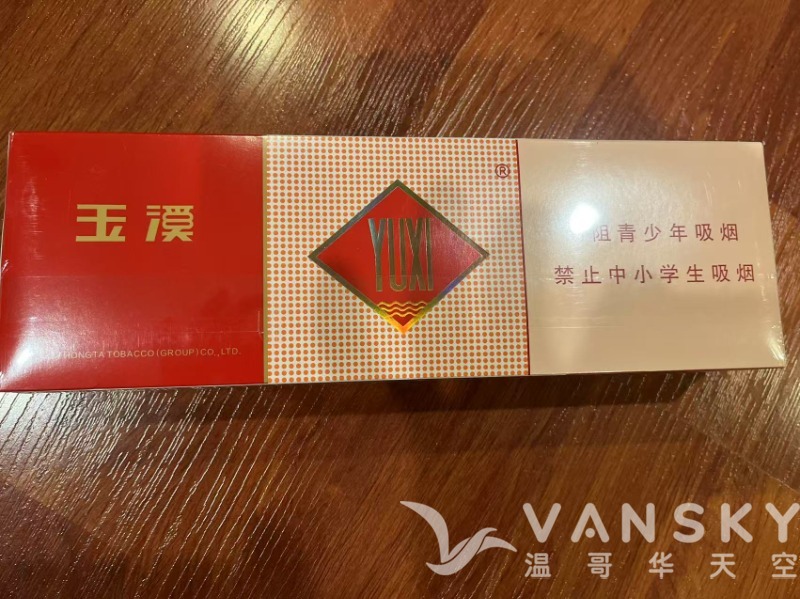 玉溪
HONGTA TOBACCO (GROUP) CO., LTD.
YUXI
®
阻青少年吸烟
禁止中小学生吸烟
VANSKY
温哥华天空